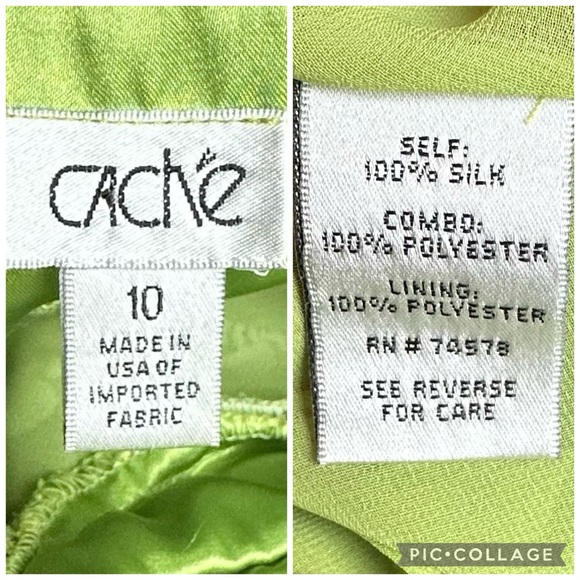 caché
10
MADE IN
USA OF
IMPORTED
FABRIC
SELF:
100% SILK
COMBO:
100% POLYESTER
LINING:
100% POLYESTER
RN # 74578
SEE REVERSE
FOR CARE
PIC•COLLAGE